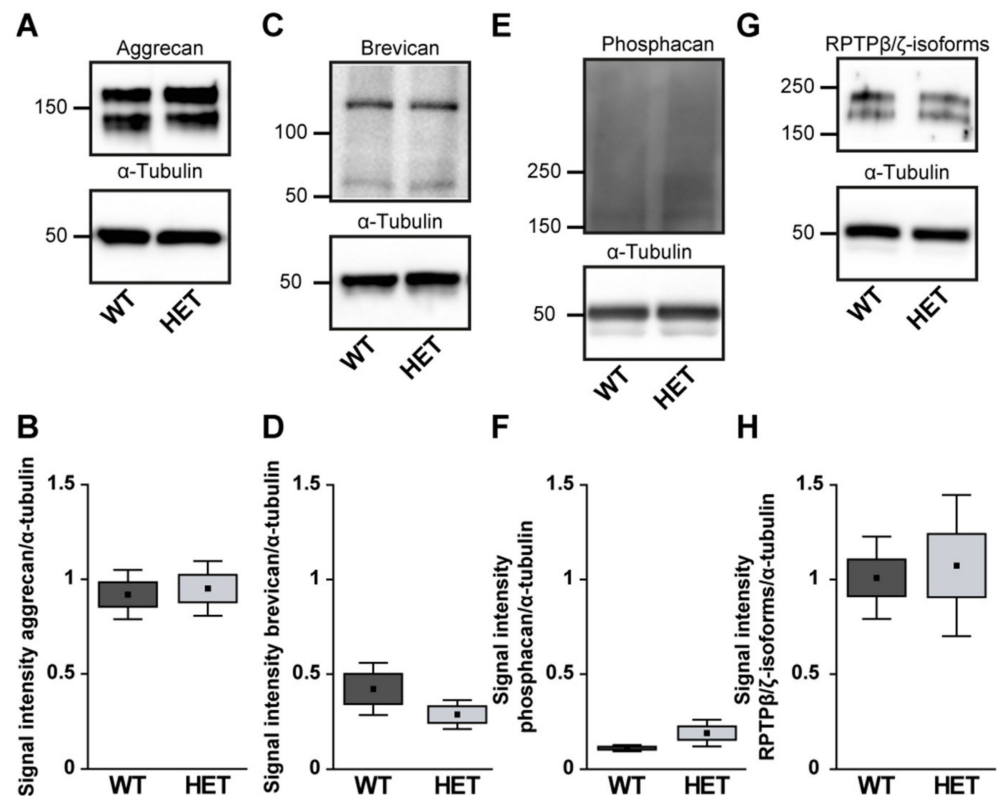 A
Aggrecan
150
α-Tubulin
50
WT
HET
C
Brevican
100
50
α-Tubulin
50
WT
HET
E
Phosphacan
250
150
α-Tubulin
50
WT
HET
G
RPTPβ/ζ-isoforms
250
150
α-Tubulin
50
WT
HET
B
Signal intensity aggrecan/α-tubulin
1.5
1
0.5
0
WT
HET
D
Signal intensity brevican/α-tubulin
1.5
1
0.5
0
WT
HET
F
Signal intensity
phosphacan/α-tubulin
1.5
1
0.5
0
WT
HET
H
Signal intensity
RPTPβ/ζ-isoforms/α-tubulin
1.5
1
0.5
0
WT
HET